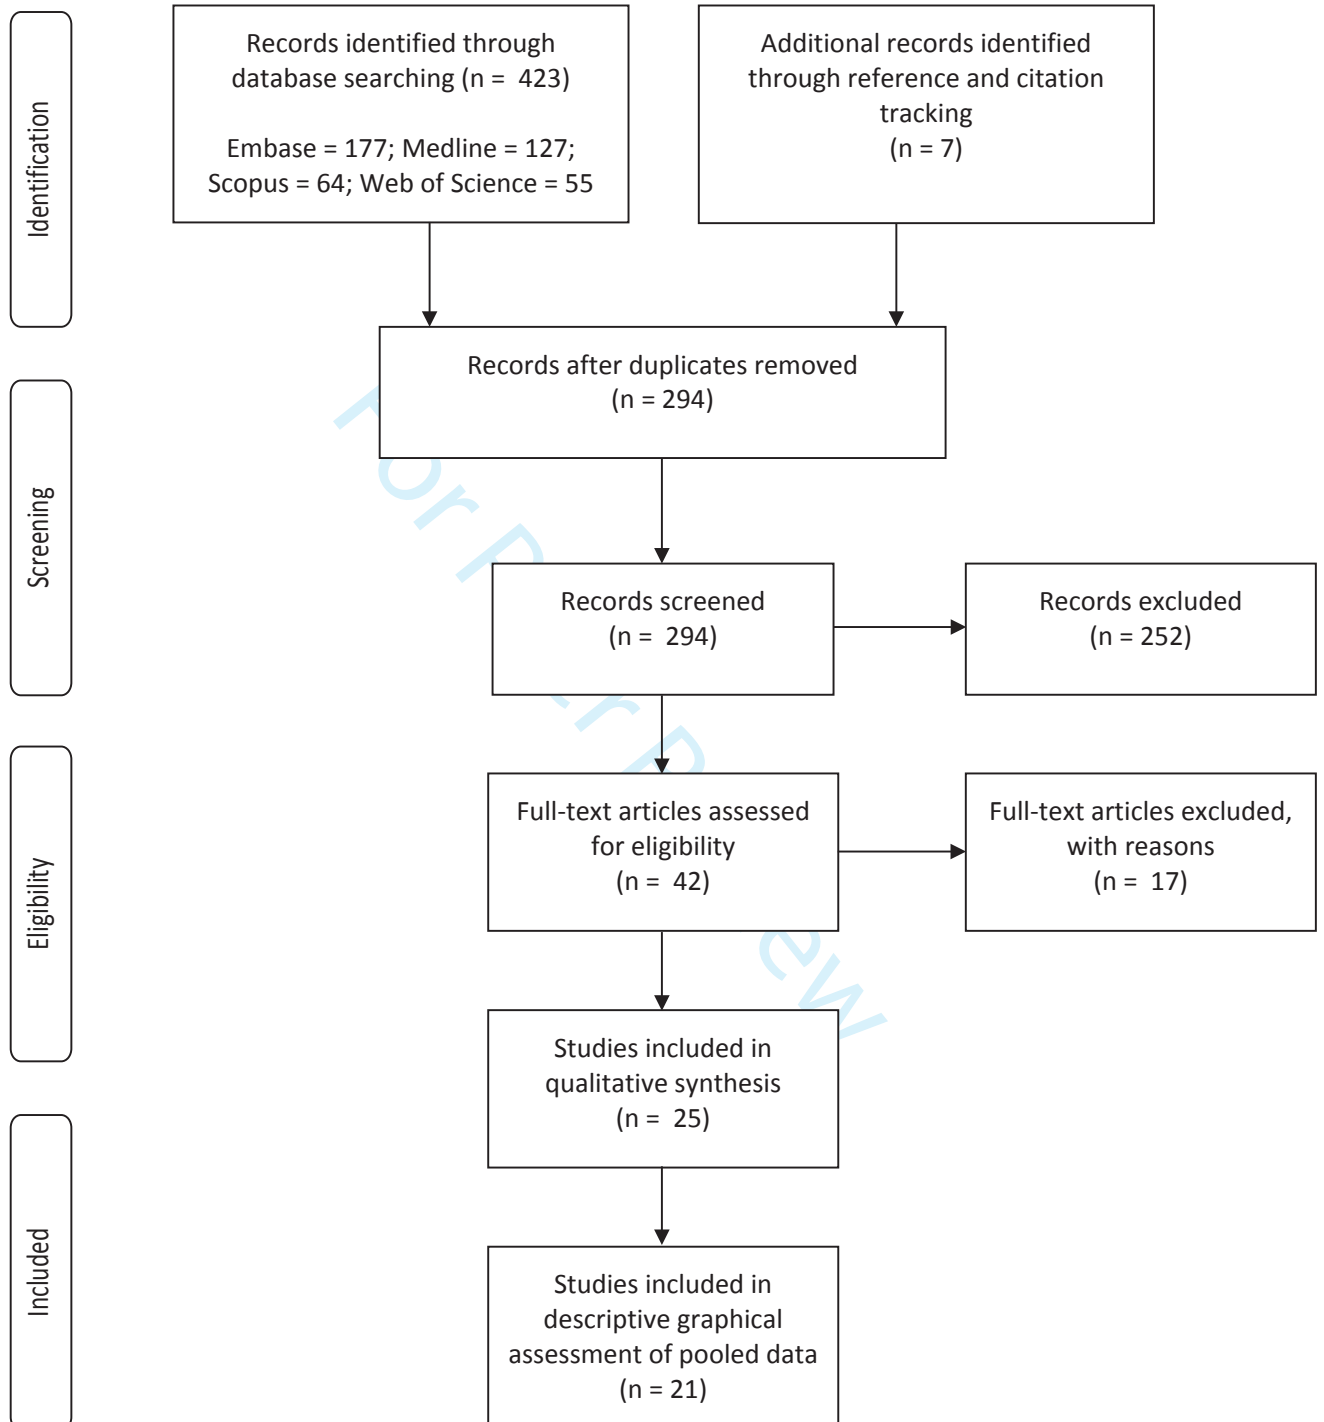 Identification
Records identified through
database searching (n = 423)
Embase = 177; Medline = 127;
Scopus = 64; Web of Science = 55
Additional records identified
through reference and citation
tracking
(n = 7)
Records after duplicates removed
(n = 294)
Screening
Records screened
(n = 294)
Records excluded
(n = 252)
Eligibility
Full-text articles assessed
for eligibility
(n = 42)
Full-text articles excluded,
with reasons
(n = 17)
Studies included in
qualitative synthesis
(n = 25)
Included
Studies included in
descriptive graphical
assessment of pooled data
(n = 21)